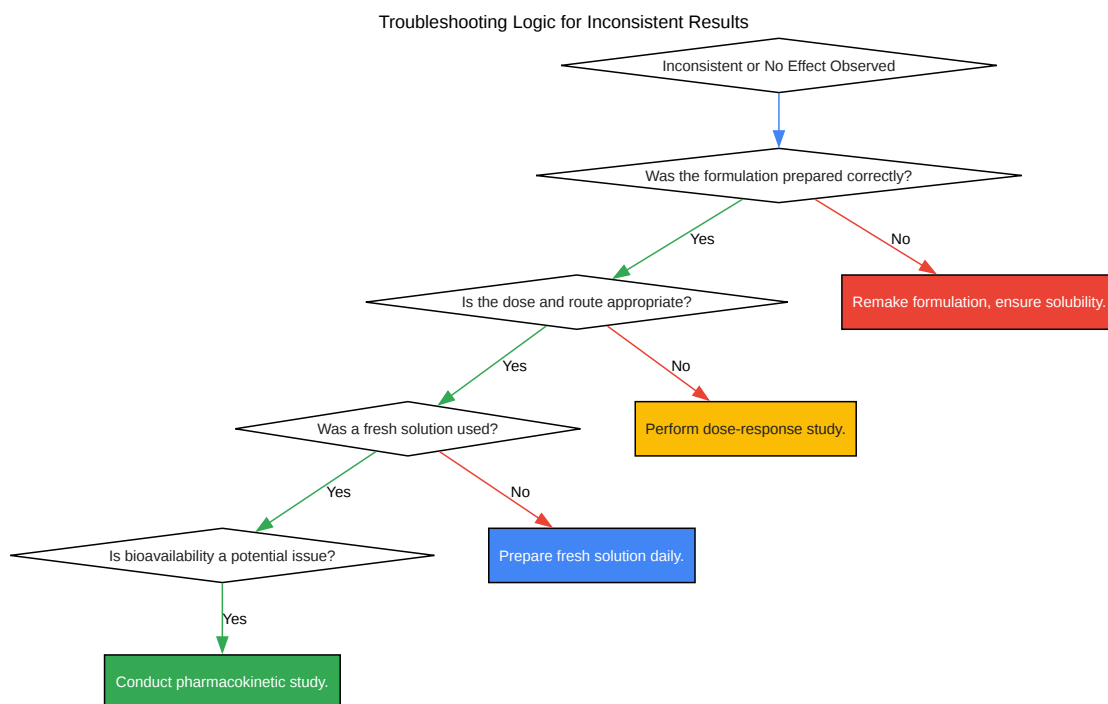 Troubleshooting Logic for Inconsistent Results
Inconsistent or No Effect Observed
Was the formulation prepared correctly?
Yes
No
Is the dose and route appropriate?
Remake formulation, ensure solubility.
Yes
No
Was a fresh solution used?
Perform dose-response study.
Yes
No
Is bioavailability a potential issue?
Prepare fresh solution daily.
Yes
Conduct pharmacokinetic study.